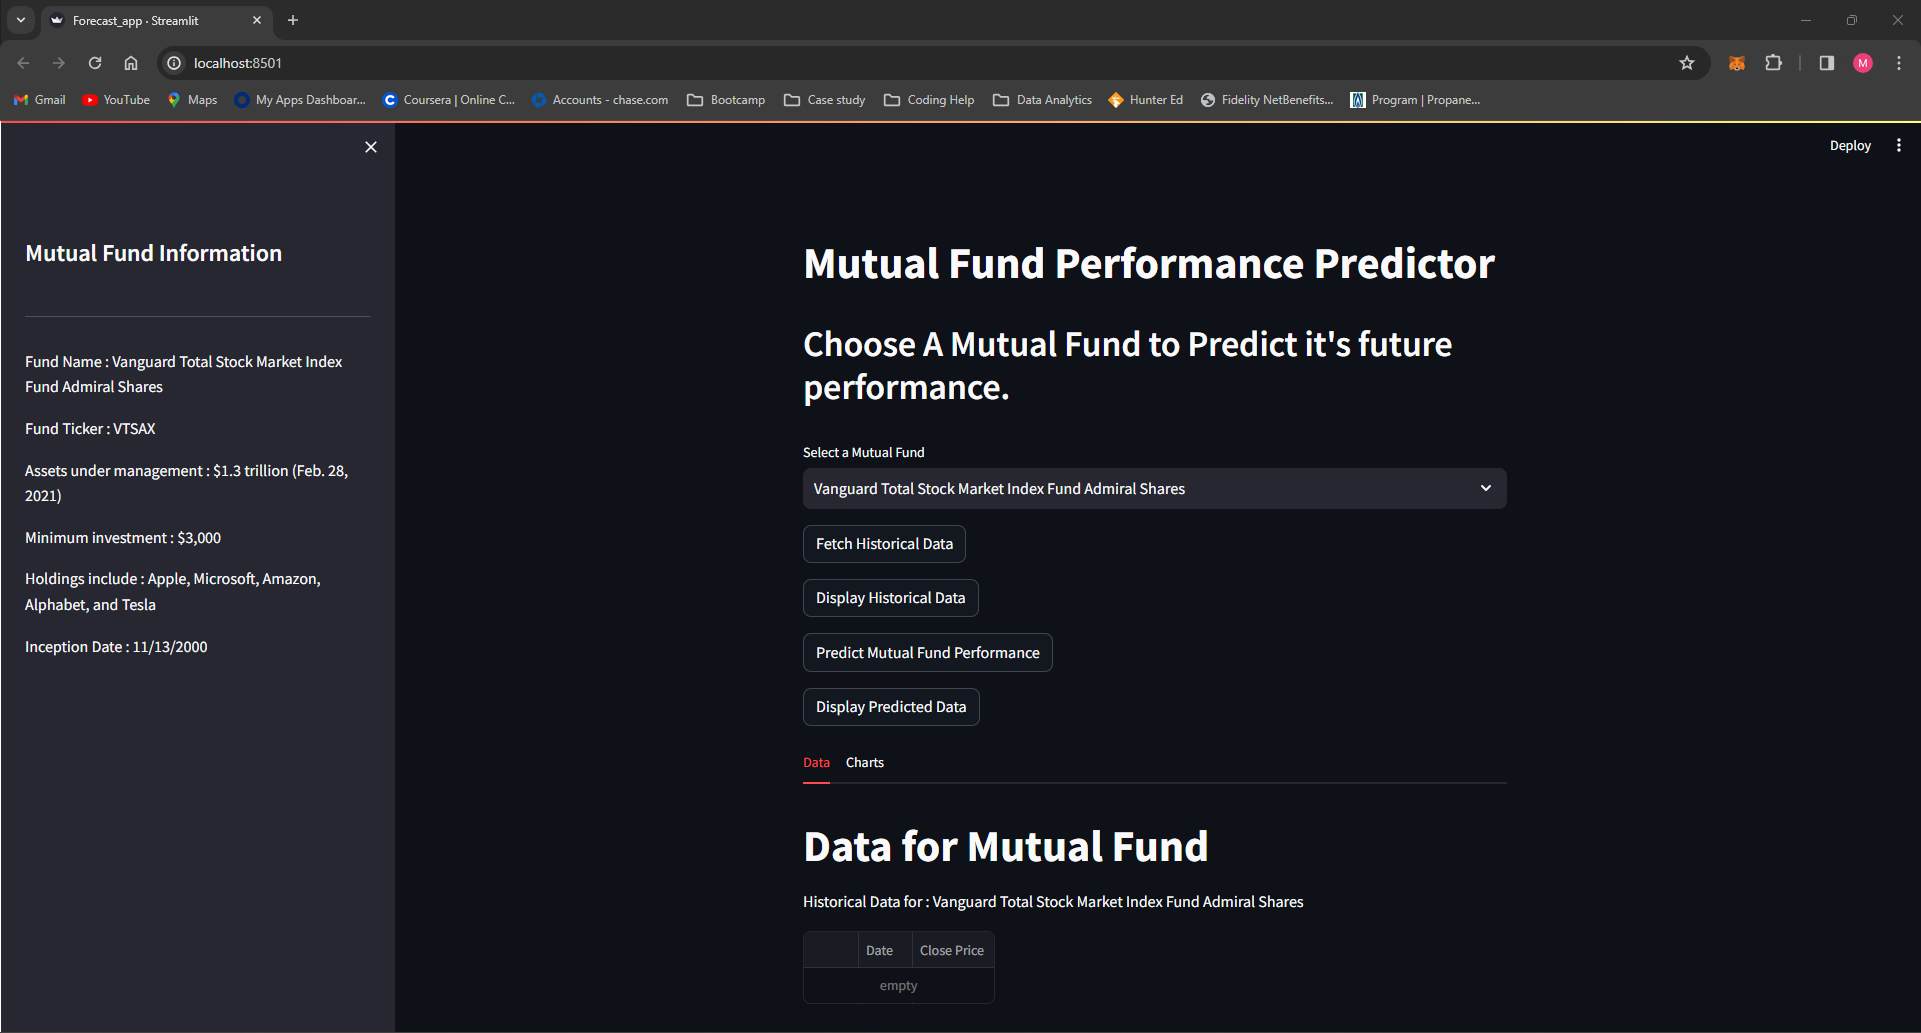 Forecast_app · Streamlit
localhost:8501
Gmail
YouTube
Maps
My Apps Dashboar...
Coursera | Online C...
Accounts - chase.com
Bootcamp
Case study
Coding Help
Data Analytics
Hunter Ed
Fidelity NetBenefits...
Program | Propane...
M
Deploy
Mutual Fund Information
Fund Name : Vanguard Total Stock Market Index
Fund Admiral Shares
Fund Ticker : VTSAX
Assets under management : $1.3 trillion (Feb. 28,
2021)
Minimum investment : $3,000
Holdings include : Apple, Microsoft, Amazon,
Alphabet, and Tesla
Inception Date : 11/13/2000
Mutual Fund Performance Predictor
Choose A Mutual Fund to Predict it's future
performance.
Select a Mutual Fund
Vanguard Total Stock Market Index Fund Admiral Shares
Fetch Historical Data
Display Historical Data
Predict Mutual Fund Performance
Display Predicted Data
Data
Charts
Data for Mutual Fund
Historical Data for : Vanguard Total Stock Market Index Fund Admiral Shares
Date
Close Price
empty